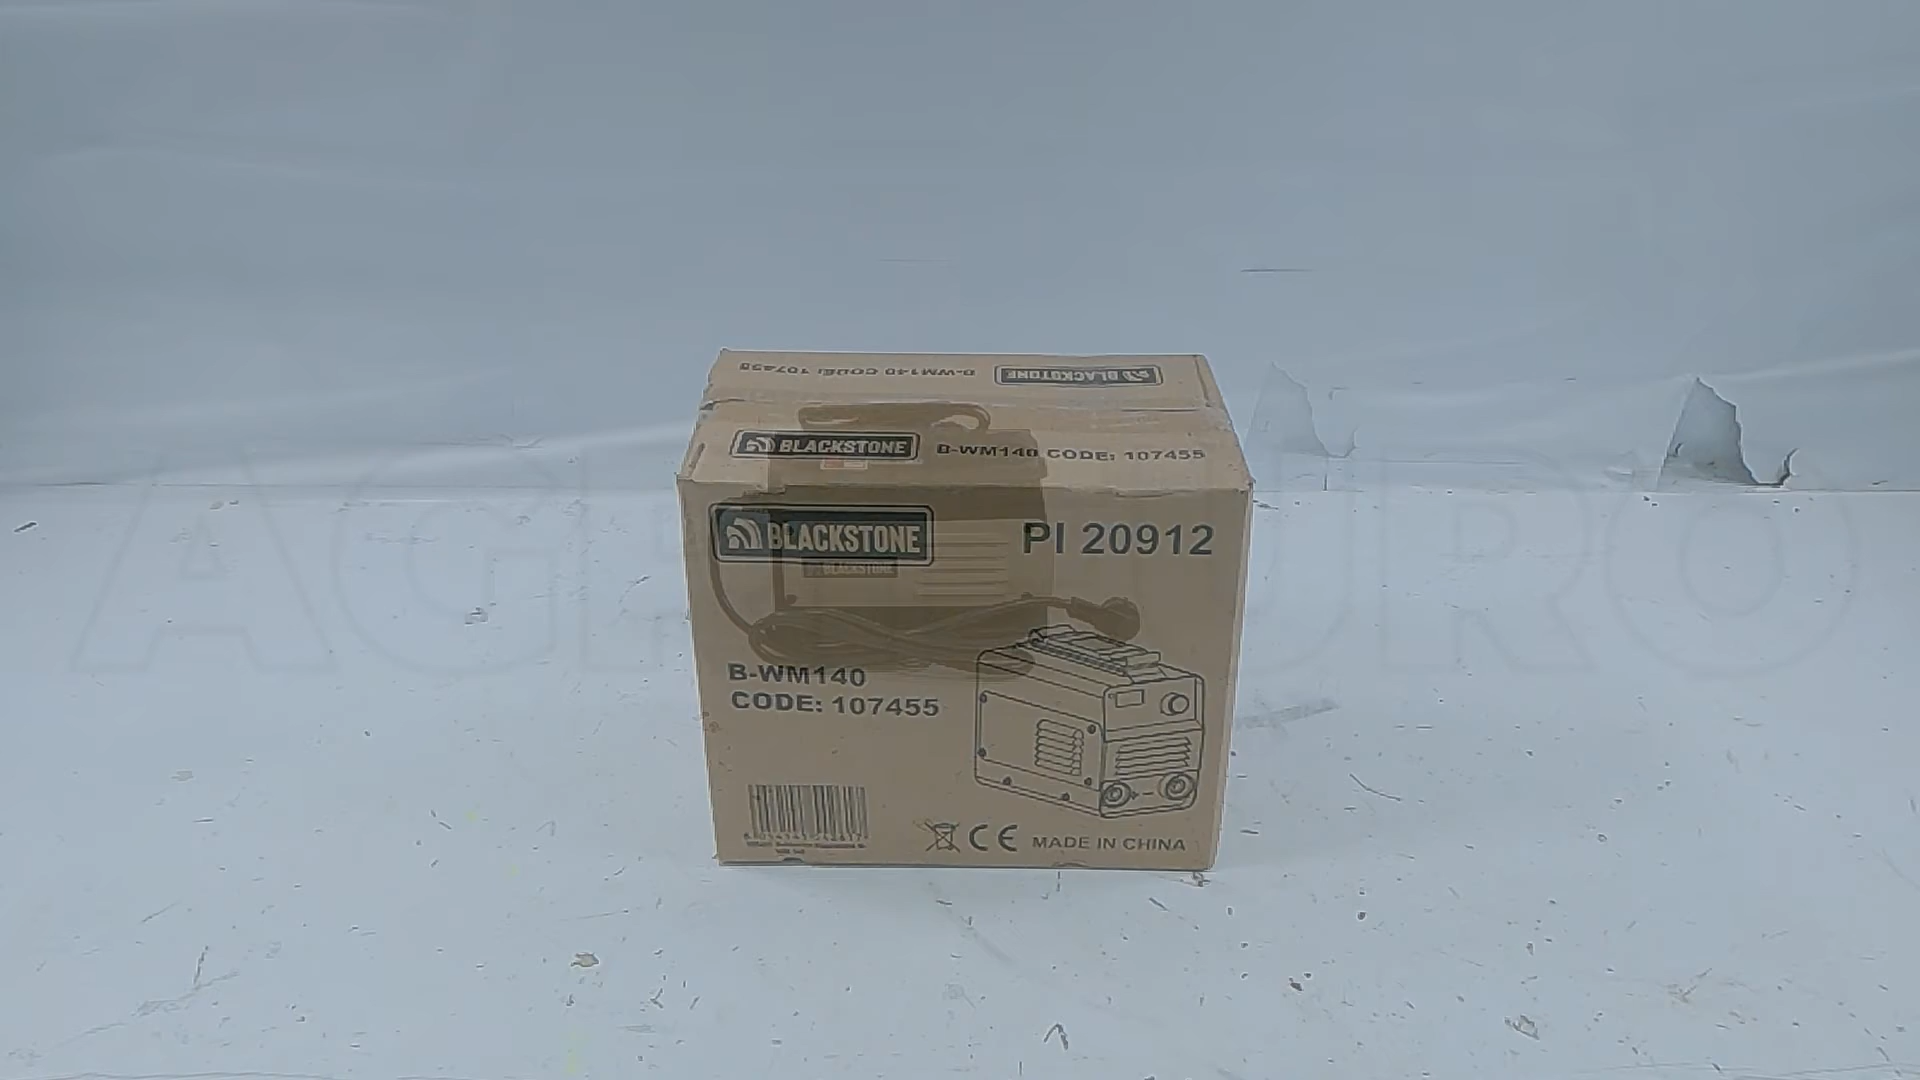 BLACKSTONE
B-WM140 CODE: 107455
BLACKSTONE
B-WM140 CODE: 107455
BLACKSTONE
PI 20912
BLACKSTONE
B-WM140
CODE: 107455
CE
MADE IN CHINA